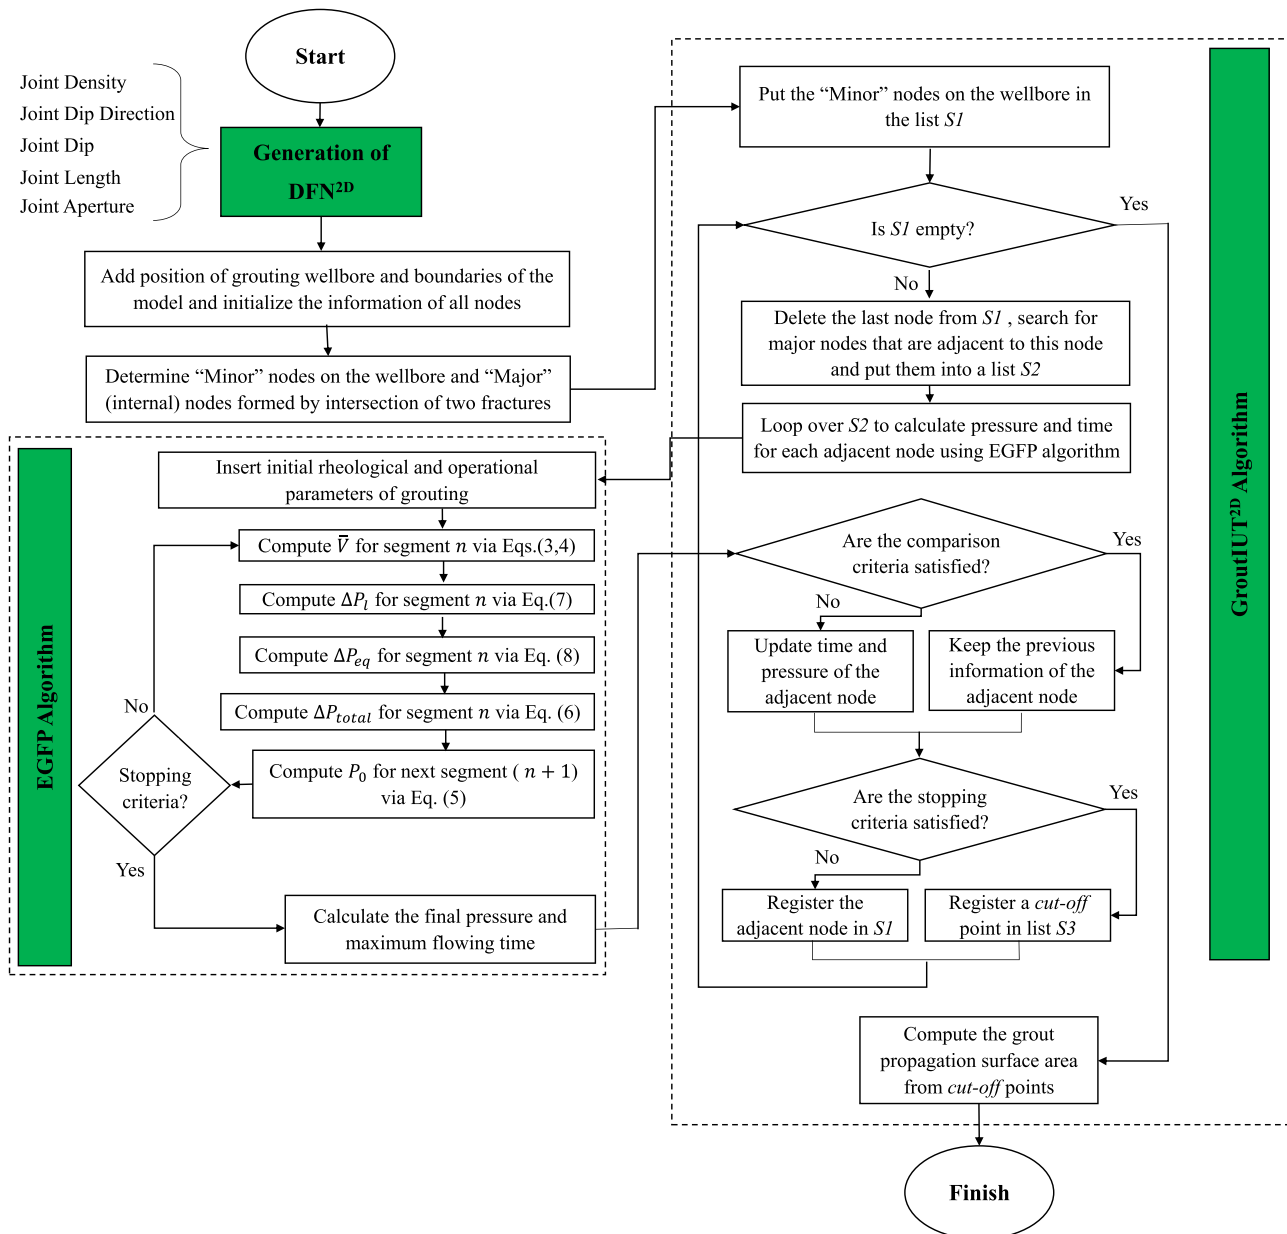 Start
Joint Density
Joint Dip Direction
Joint Dip
Joint Length
Joint Aperture
Generation of
DFN²ᴰ
Add position of grouting wellbore and boundaries of the
model and initialize the information of all nodes
Determine “Minor” nodes on the wellbore and “Major”
(internal) nodes formed by intersection of two fractures
EGFP Algorithm
Insert initial rheological and operational
parameters of grouting
Compute V̅ for segment n via Eqs.(3,4)
Compute ΔP_l for segment n via Eq.(7)
Compute ΔP_eq for segment n via Eq. (8)
Compute ΔP_total for segment n via Eq. (6)
Compute P₀ for next segment ( n + 1)
via Eq. (5)
No
Stopping
criteria?
Yes
Calculate the final pressure and
maximum flowing time
Put the “Minor” nodes on the wellbore in
the list S1
Is S1 empty?
Yes
No
Delete the last node from S1 , search for
major nodes that are adjacent to this node
and put them into a list S2
Loop over S2 to calculate pressure and time
for each adjacent node using EGFP algorithm
Are the comparison
criteria satisfied?
Yes
No
Update time and
pressure of the
adjacent node
Keep the previous
information of the
adjacent node
Are the stopping
criteria satisfied?
Yes
No
Register the
adjacent node in S1
Register a cut-off
point in list S3
Compute the grout
propagation surface area
from cut-off points
GroutIUT²ᴰ Algorithm
Finish